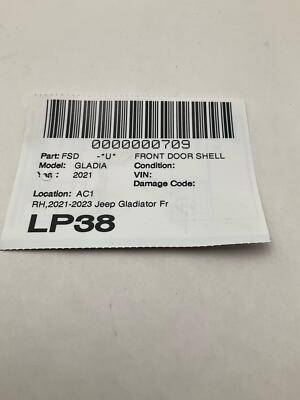 0000000709
Part: FSD -"U" FRONT DOOR SHELL
Model: GLADIA Condition:
Year: 2021 VIN:
Damage Code:
Location: AC1
RH,2021-2023 Jeep Gladiator Fr
LP38